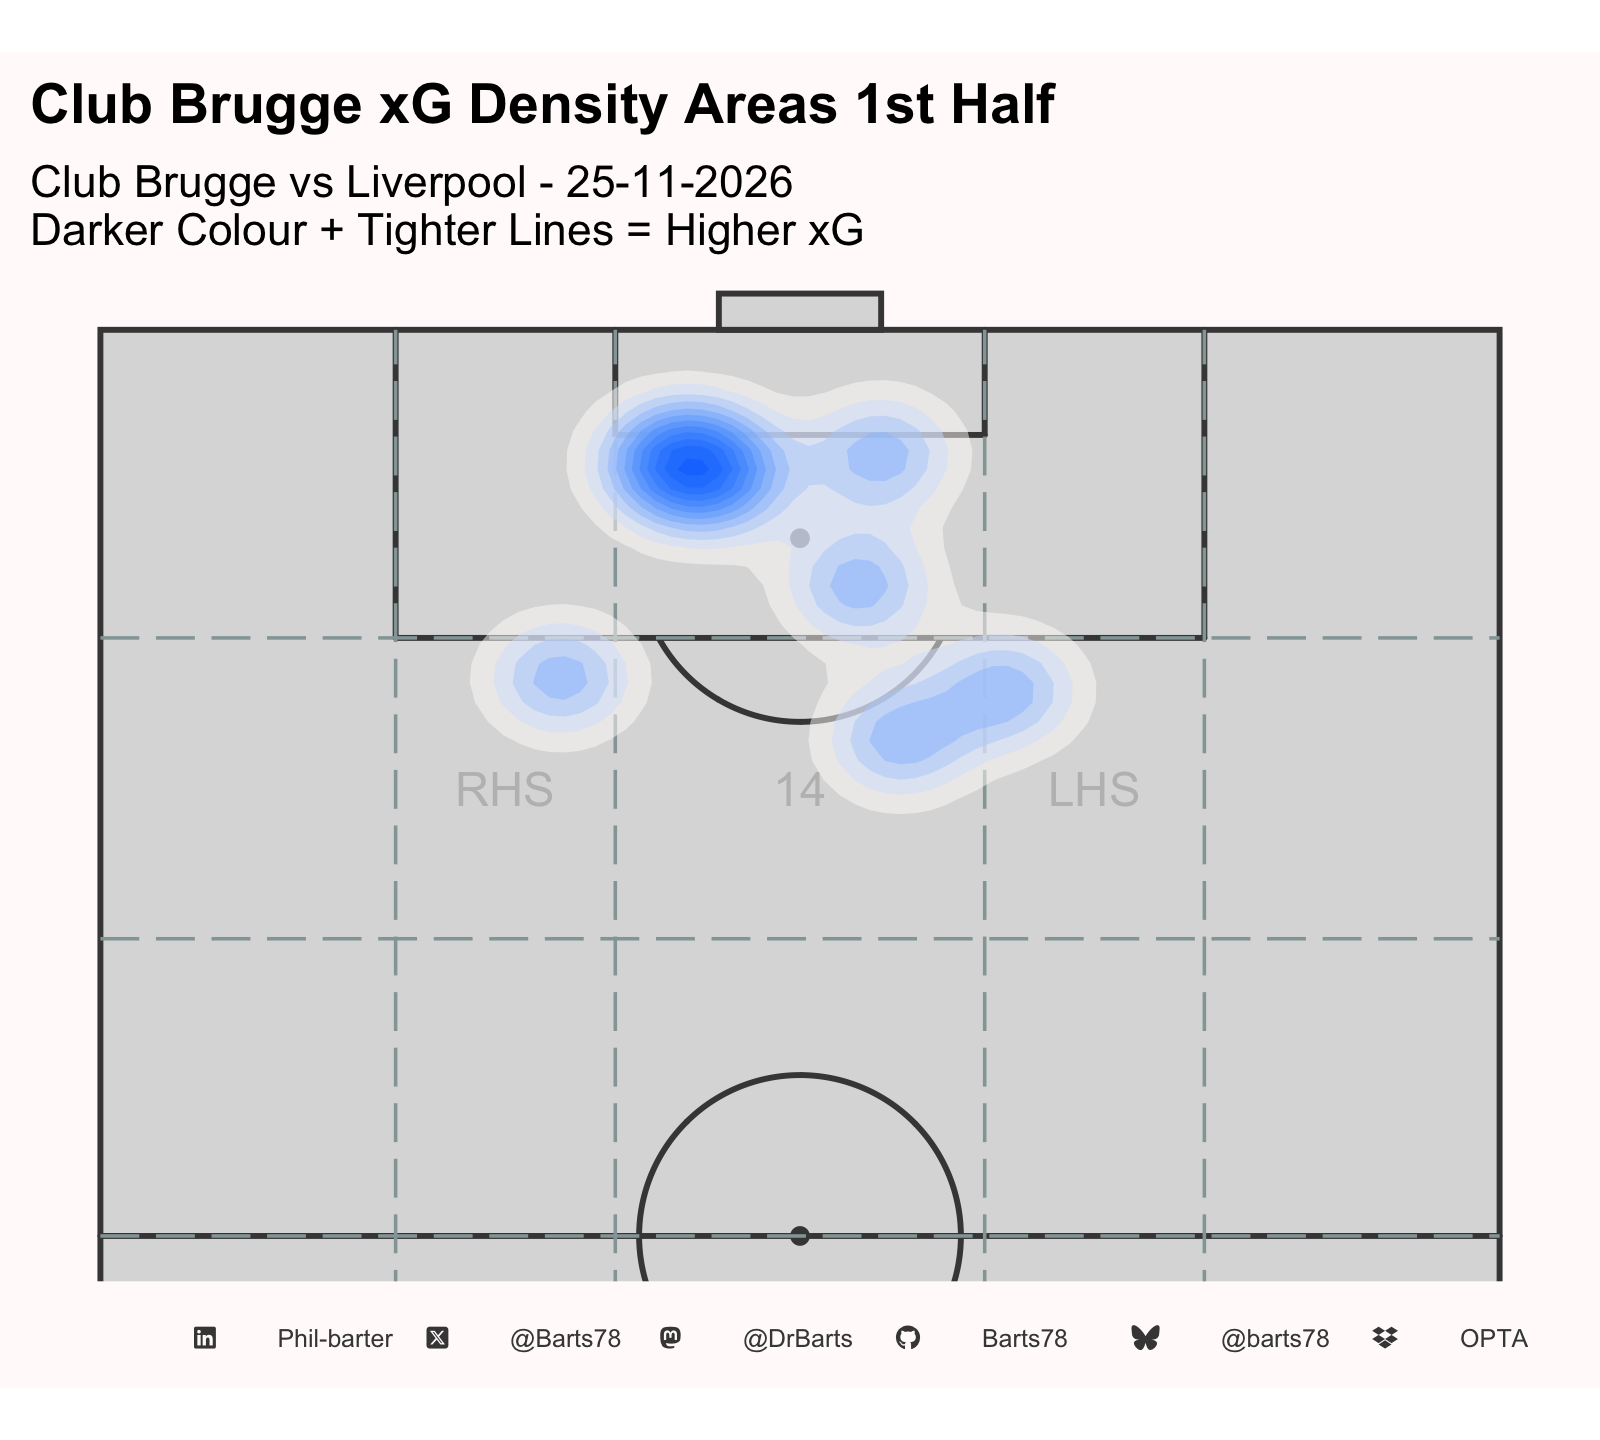 Club Brugge xG Density Areas 1st Half
Club Brugge vs Liverpool - 25-11-2026
Darker Colour + Tighter Lines = Higher xG
RHS 14 LHS
Phil-barter @Barts78 @DrBarts Barts78 @barts78 OPTA